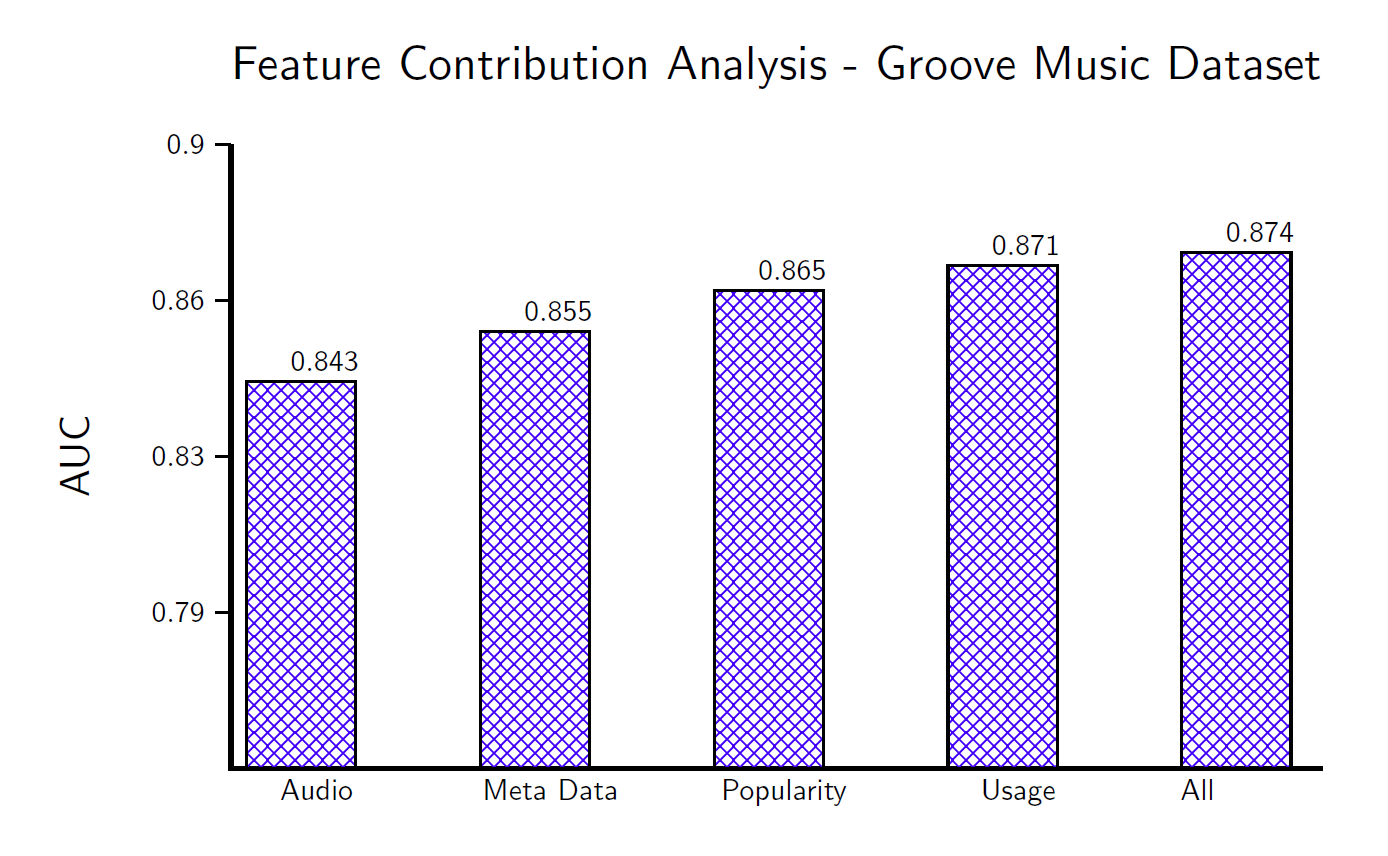 Feature Contribution Analysis - Groove Music Dataset
0.9
0.86
0.83
0.79
AUC
0.843
0.855
0.865
0.871
0.874
Audio
Meta Data
Popularity
Usage
All